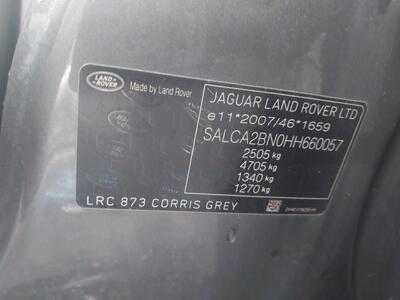 LAND ROVER
Made by Land Rover
JAGUAR LAND ROVER LTD
e11*2007/46*1659
SALCA2BN0HH660057
2505 kg
4705 kg
1340 kg
1270 kg
LRC 873 CORRIS GREY